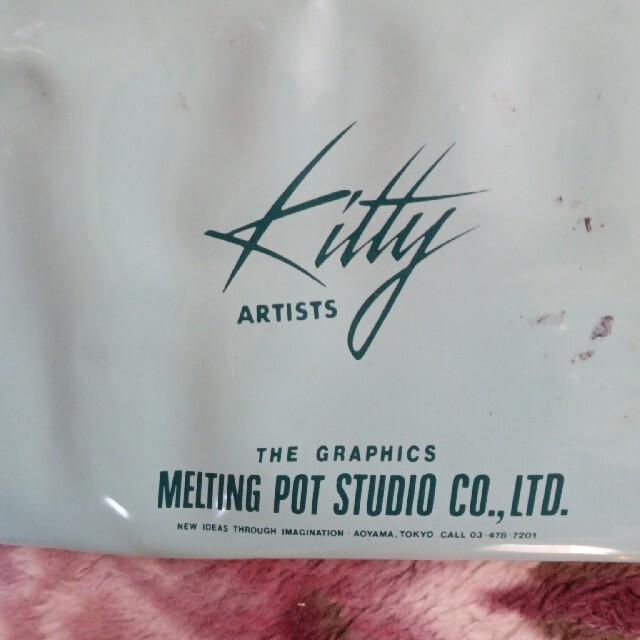 Kitty
ARTISTS
THE GRAPHICS
MELTING POT STUDIO CO., LTD.
NEW IDEAS THROUGH IMAGINATION · AOYAMA, TOKYO CALL 03-478-7201